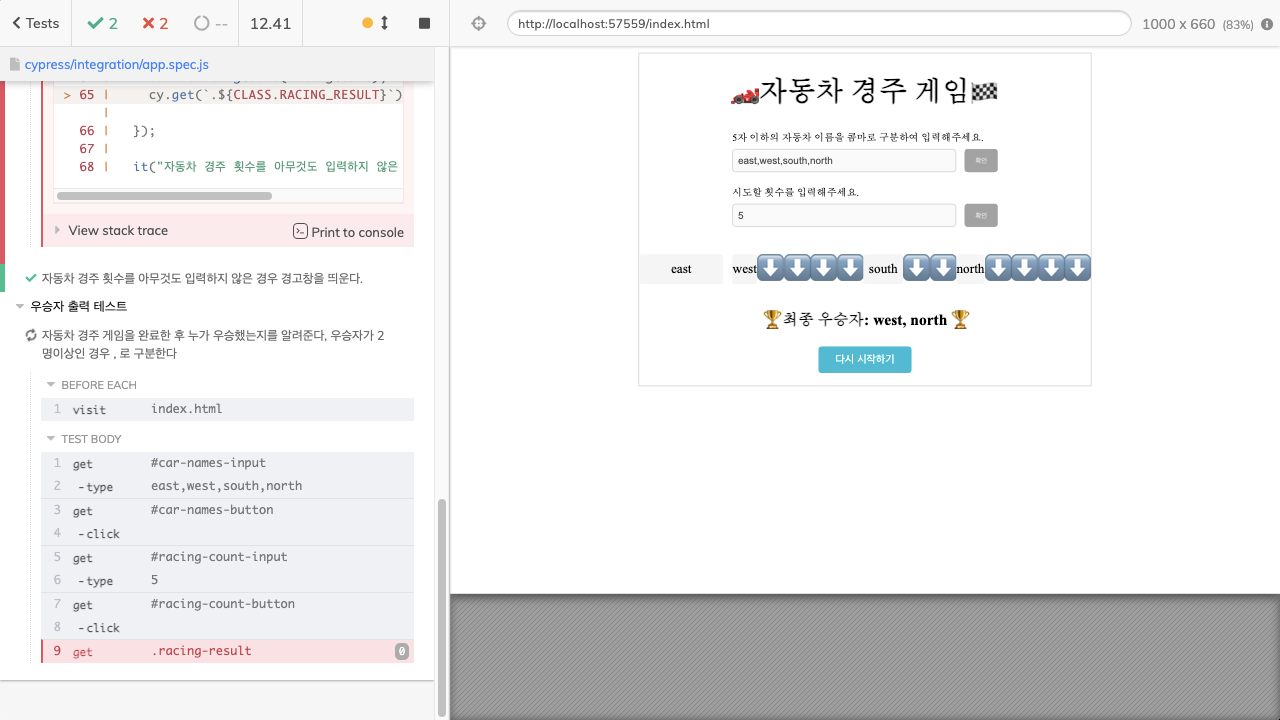 Tests
2
2
--
12.41
http://localhost:57559/index.html
1000 x 660 (83%)
cypress/integration/app.spec.js
> 65 | cy.get(`.${CLASS.RACING_RESULT}`)
|
66 | });
67 |
68 | it("자동차 경주 횟수를 아무것도 입력하지 않은
View stack trace
Print to console
자동차 경주 횟수를 아무것도 입력하지 않은 경우 경고창을 띄운다.
우승자 출력 테스트
자동차 경주 게임을 완료한 후 누가 우승했는지를 알려준다, 우승자가 2
명이상인 경우 , 로 구분한다
BEFORE EACH
1 visit index.html
TEST BODY
1 get #car-names-input
2 -type east,west,south,north
3 get #car-names-button
4 -click
5 get #racing-count-input
6 -type 5
7 get #racing-count-button
8 -click
9 get .racing-result 0
🏎️자동차 경주 게임🏁
5자 이하의 자동차 이름을 콤마로 구분하여 입력해주세요.
east,west,south,north 확인
시도할 횟수를 입력해주세요.
5 확인
east west⬇️⬇️⬇️⬇️ south ⬇️⬇️north⬇️⬇️⬇️⬇️
🏆최종 우승자: west, north 🏆
다시 시작하기